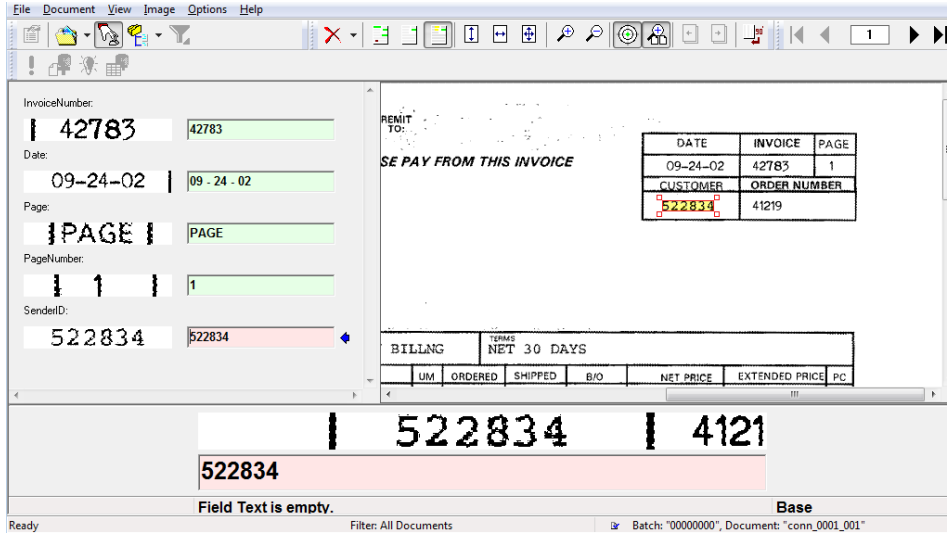 File Document View Image Options Help
1
InvoiceNumber:
42783 42783
Date:
09-24-02 09 - 24 - 02
Page:
PAGE PAGE
PageNumber:
1 1
SenderID:
522834 522834
REMIT
TO:
SE PAY FROM THIS INVOICE
DATE INVOICE PAGE
09-24-02 42783 1
CUSTOMER ORDER NUMBER
522834 41219
BILLNG TERMS
NET 30 DAYS
UM ORDERED SHIPPED B/O NET PRICE EXTENDED PRICE PC
522834 4121
522834
Field Text is empty. Base
Ready Filter: All Documents Batch: "00000000", Document: "conn_0001_001"